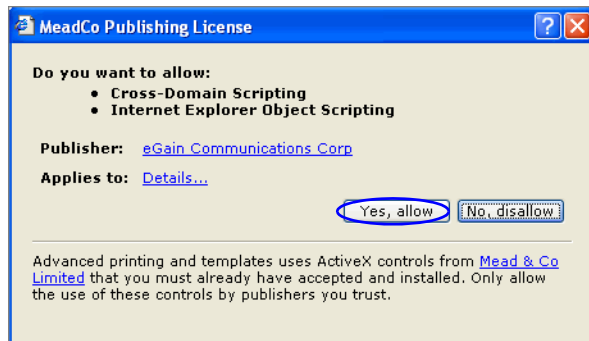 MeadCo Publishing License
Do you want to allow:
• Cross-Domain Scripting
• Internet Explorer Object Scripting
Publisher: eGain Communications Corp
Applies to: Details...
Yes, allow No, disallow
Advanced printing and templates uses ActiveX controls from Mead & Co
Limited that you must already have accepted and installed. Only allow
the use of these controls by publishers you trust.